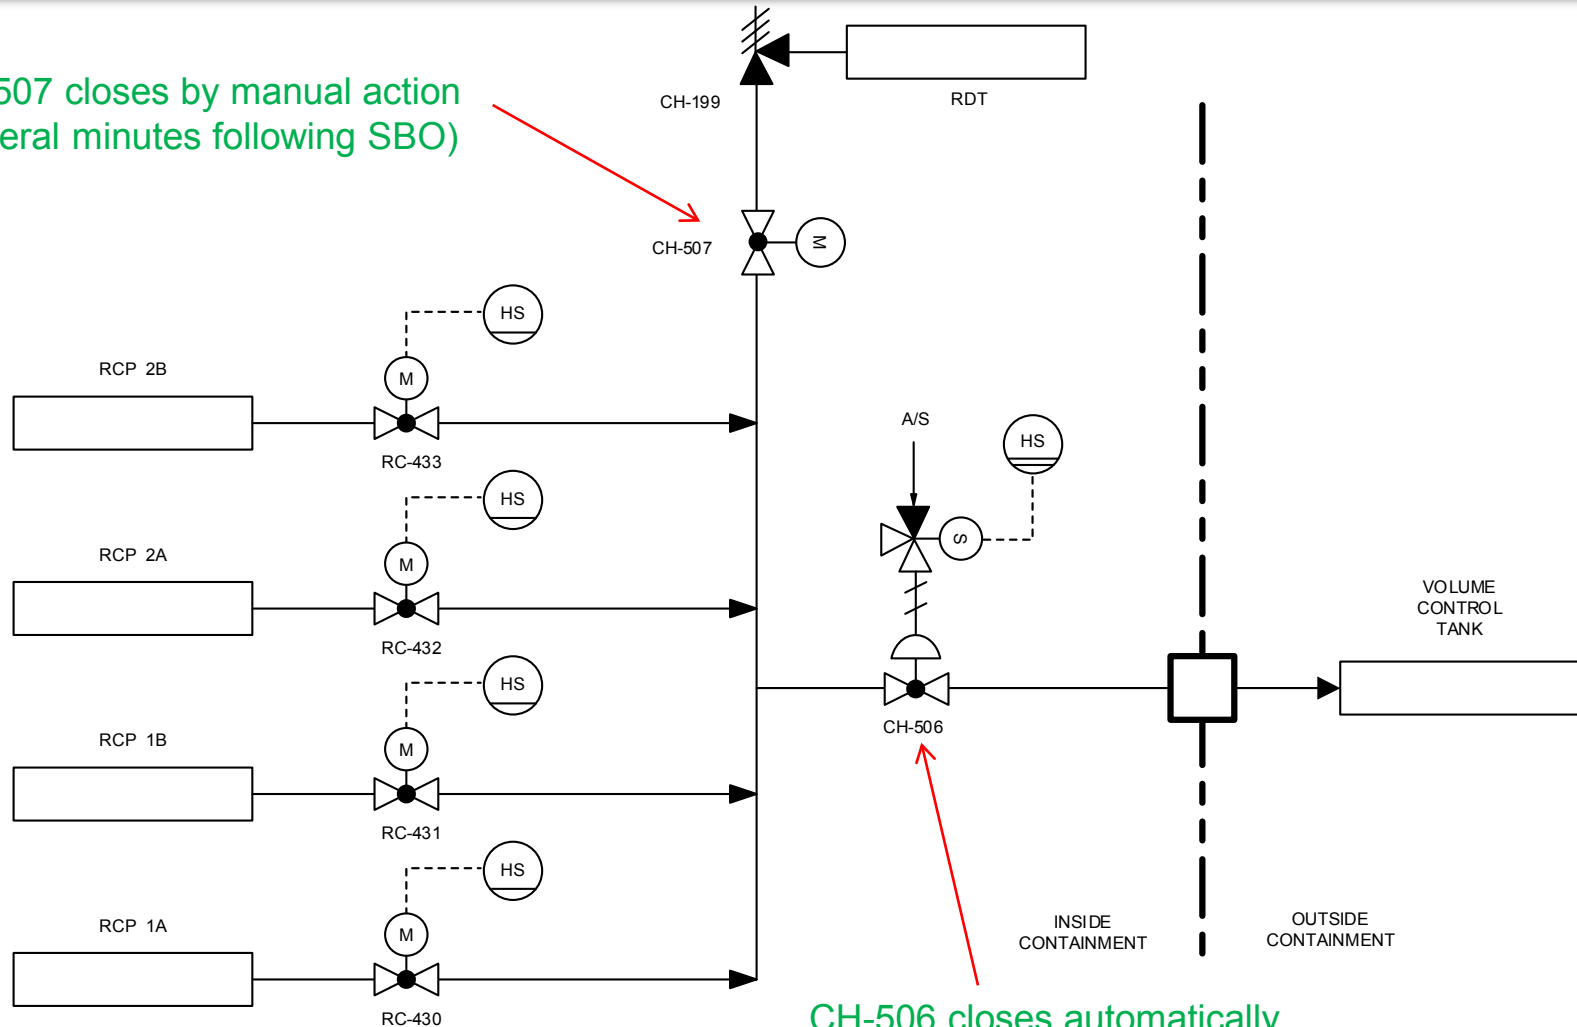 507 closes by manual action
eral minutes following SBO)
CH-199
RDT
CH-507
M
HS
RCP 2B
M
RC-433
A/S
HS
HS
RCP 2A
M
S
RC-432
VOLUME
CONTROL
TANK
HS
RCP 1B
M
CH-506
RC-431
HS
RCP 1A
M
INSIDE
CONTAINMENT
OUTSIDE
CONTAINMENT
RC-430
CH-506 closes automatically